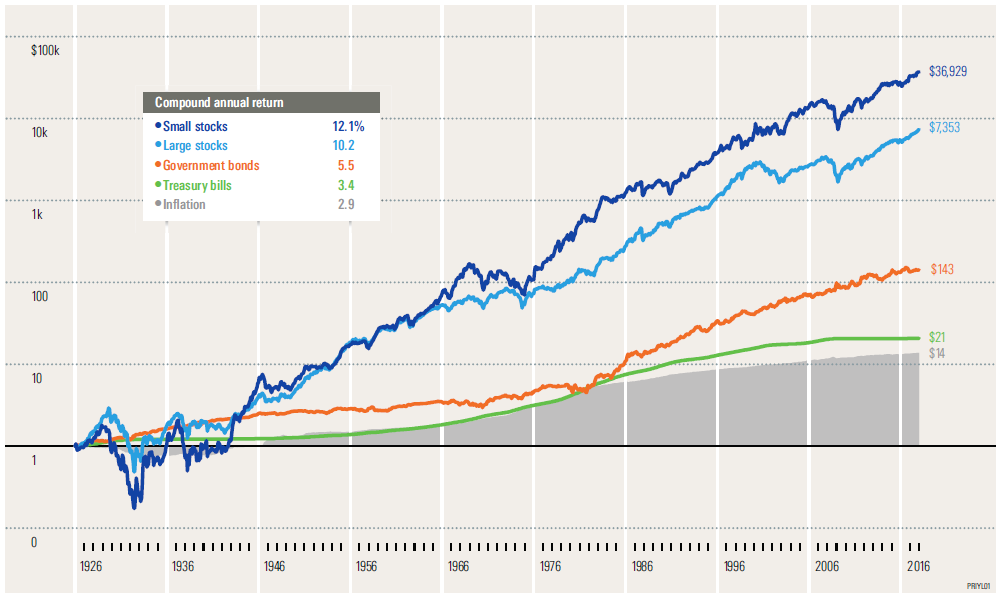 $100k
$36,929
Compound annual return
10k
Small stocks 12.1%
$7,353
Large stocks 10.2
Government bonds 5.5
Treasury bills 3.4
Inflation 2.9
1k
100
$143
$21
$14
10
1
0
1926 1936 1946 1956 1966 1976 1986 1996 2006 2016
PRIYL01